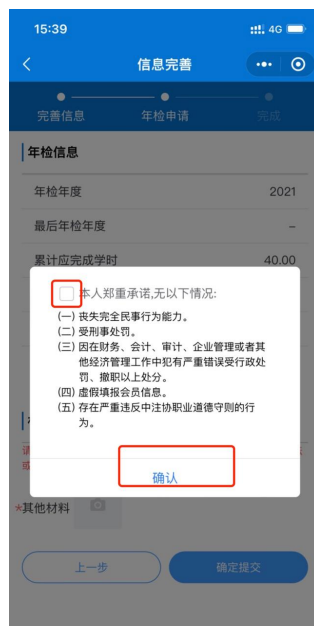 15:39
4G
信息完善
完善信息
年检申请
完成
年检信息
年检年度
2021
最后年检年度
–
累计应完成学时
40.00
本人郑重承诺,无以下情况:
(一) 丧失完全民事行为能力。
(二) 受刑事处罚。
(三) 因在财务、会计、审计、企业管理或者其
他经济管理工作中犯有严重错误受行政处
罚、撤职以上处分。
(四) 虚假填报会员信息。
(五) 存在严重违反中注协职业道德守则的行
为。
确认
*其他材料
上一步
确定提交